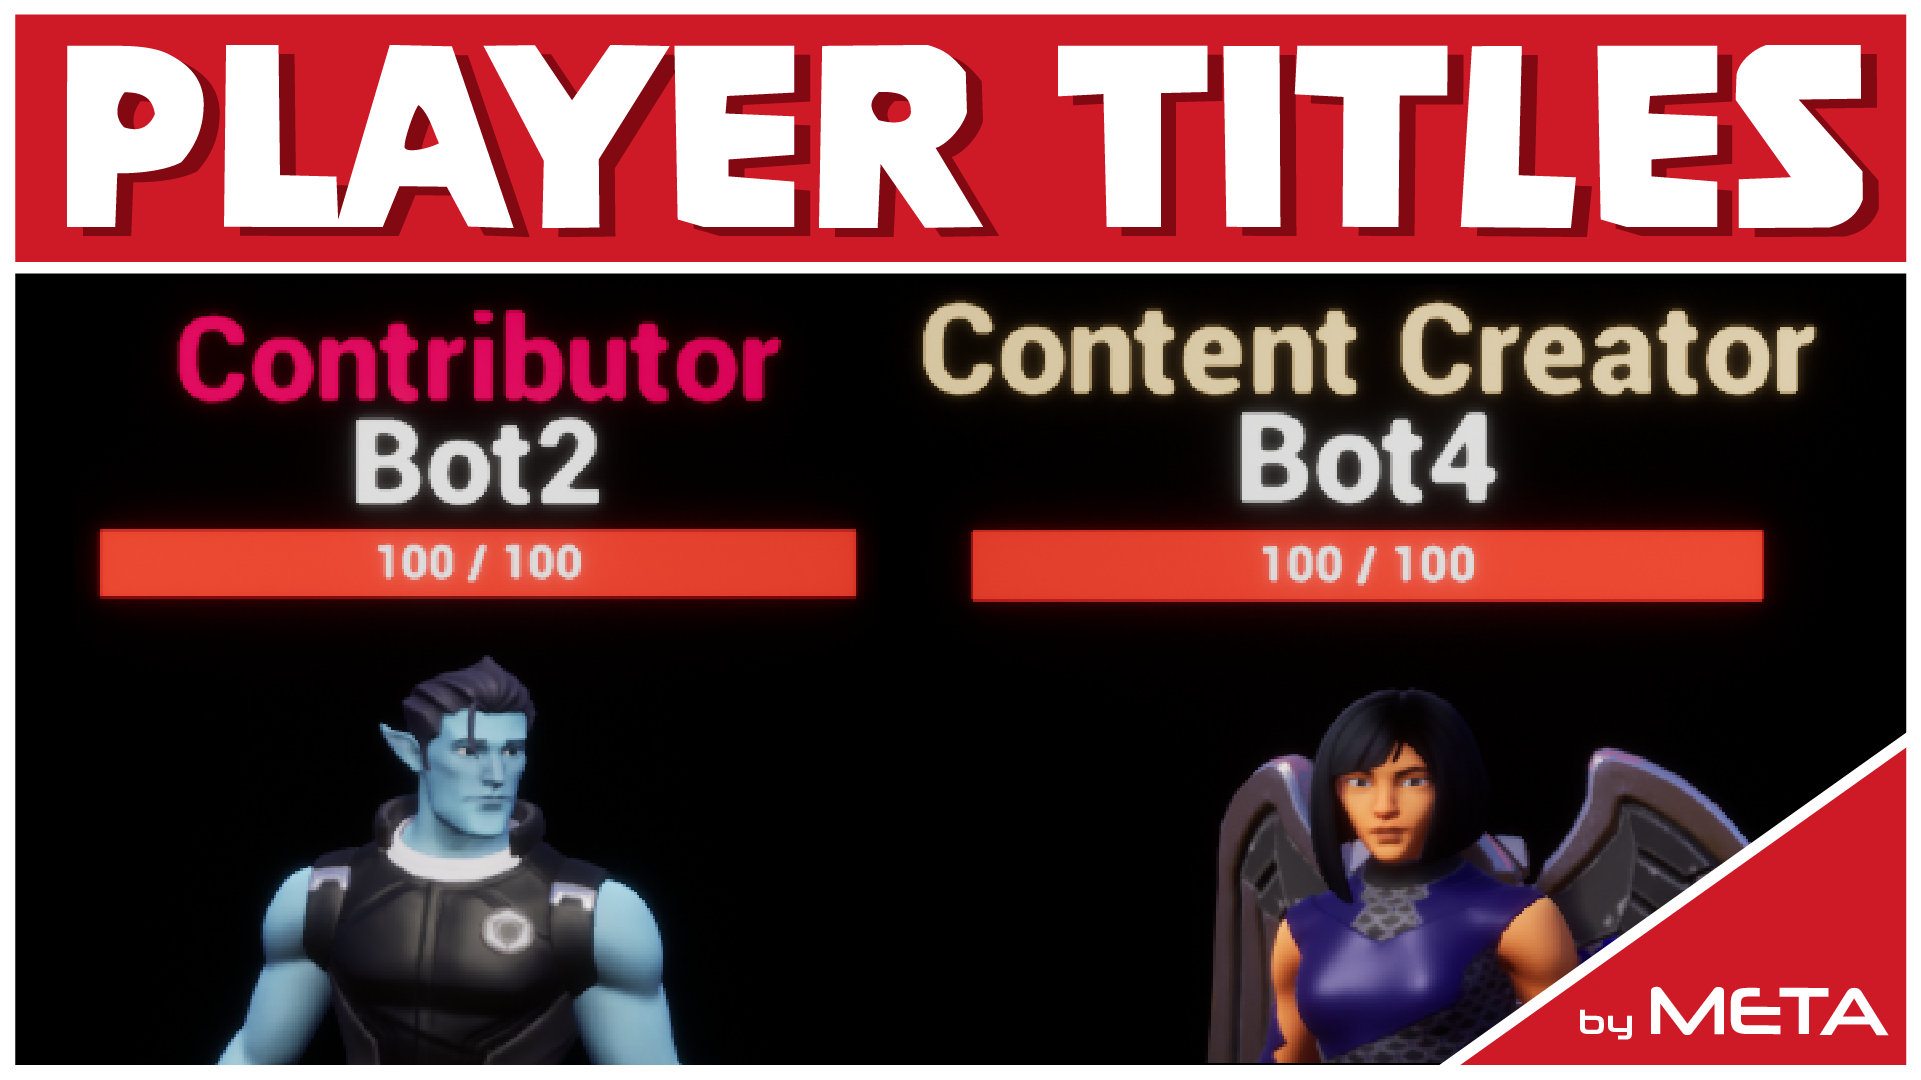 PLAYER TITLES
Contributor
Bot2
100 / 100
Content Creator
Bot4
100 / 100
by META